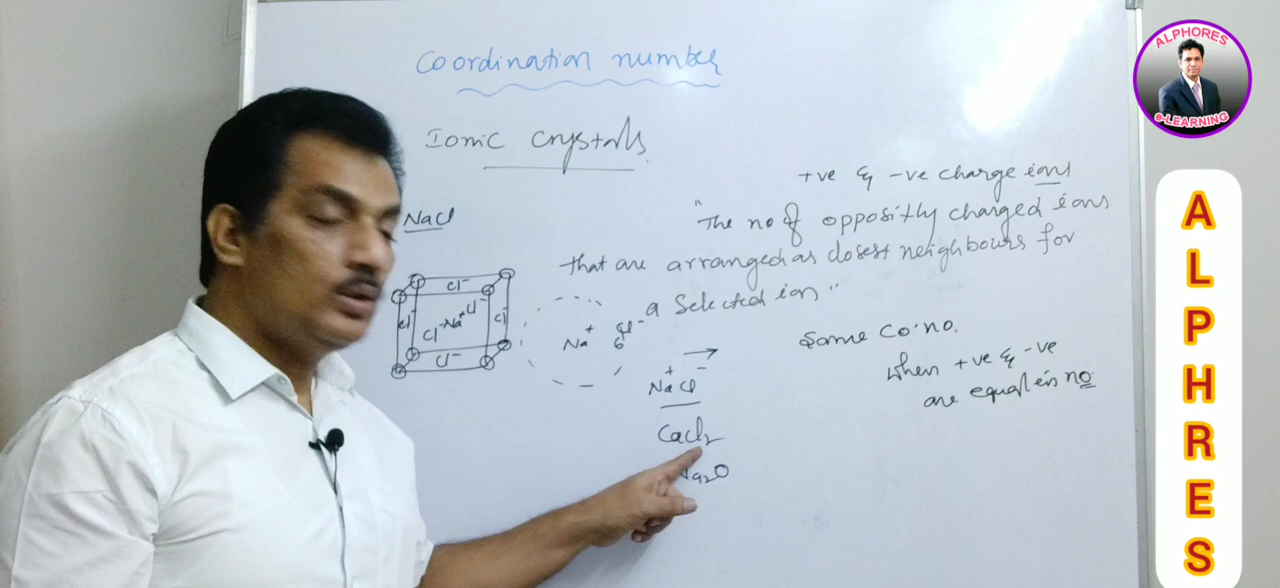 Coordination number
Ionic crystals
NaCl
+ve & -ve charge ions
"The no of oppositly charged ions
that are arranged as closest neighbours for
a selected ion"
Cl⁻
Cl⁻
Cl⁻
Cl⁻ Na⁺
Cl⁻
Cl⁻
Na⁺ 6 Cl⁻
Na⁺Cl⁻
CaCl₂
Na₂O
Same Co. no.
when +ve & -ve
are equal in no
ALPHORES
e-LEARNING
A
L
P
H
R
E
S